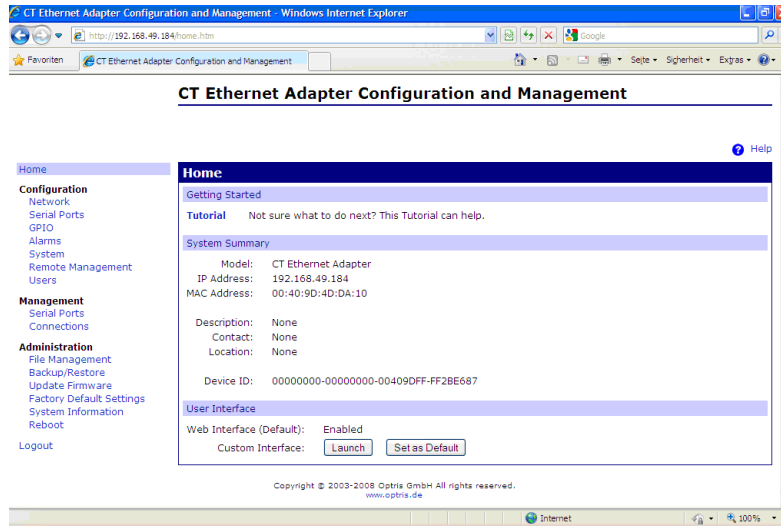 CT Ethernet Adapter Configuration and Management - Windows Internet Explorer
http://192.168.49.184/home.htm
Google
Favoriten
CT Ethernet Adapter Configuration and Management
Seite
Sicherheit
Extras
CT Ethernet Adapter Configuration and Management
Help
Home
Configuration
Network
Serial Ports
GPIO
Alarms
System
Remote Management
Users
Management
Serial Ports
Connections
Administration
File Management
Backup/Restore
Update Firmware
Factory Default Settings
System Information
Reboot
Logout
Home
Getting Started
Tutorial Not sure what to do next? This Tutorial can help.
System Summary
Model: CT Ethernet Adapter
IP Address: 192.168.49.184
MAC Address: 00:40:9D:4D:DA:10
Description: None
Contact: None
Location: None
Device ID: 00000000-00000000-00409DFF-FF2BE687
User Interface
Web Interface (Default): Enabled
Custom Interface: Launch Set as Default
Copyright © 2003-2008 Optris GmbH All rights reserved.
www.optris.de
Internet
100%